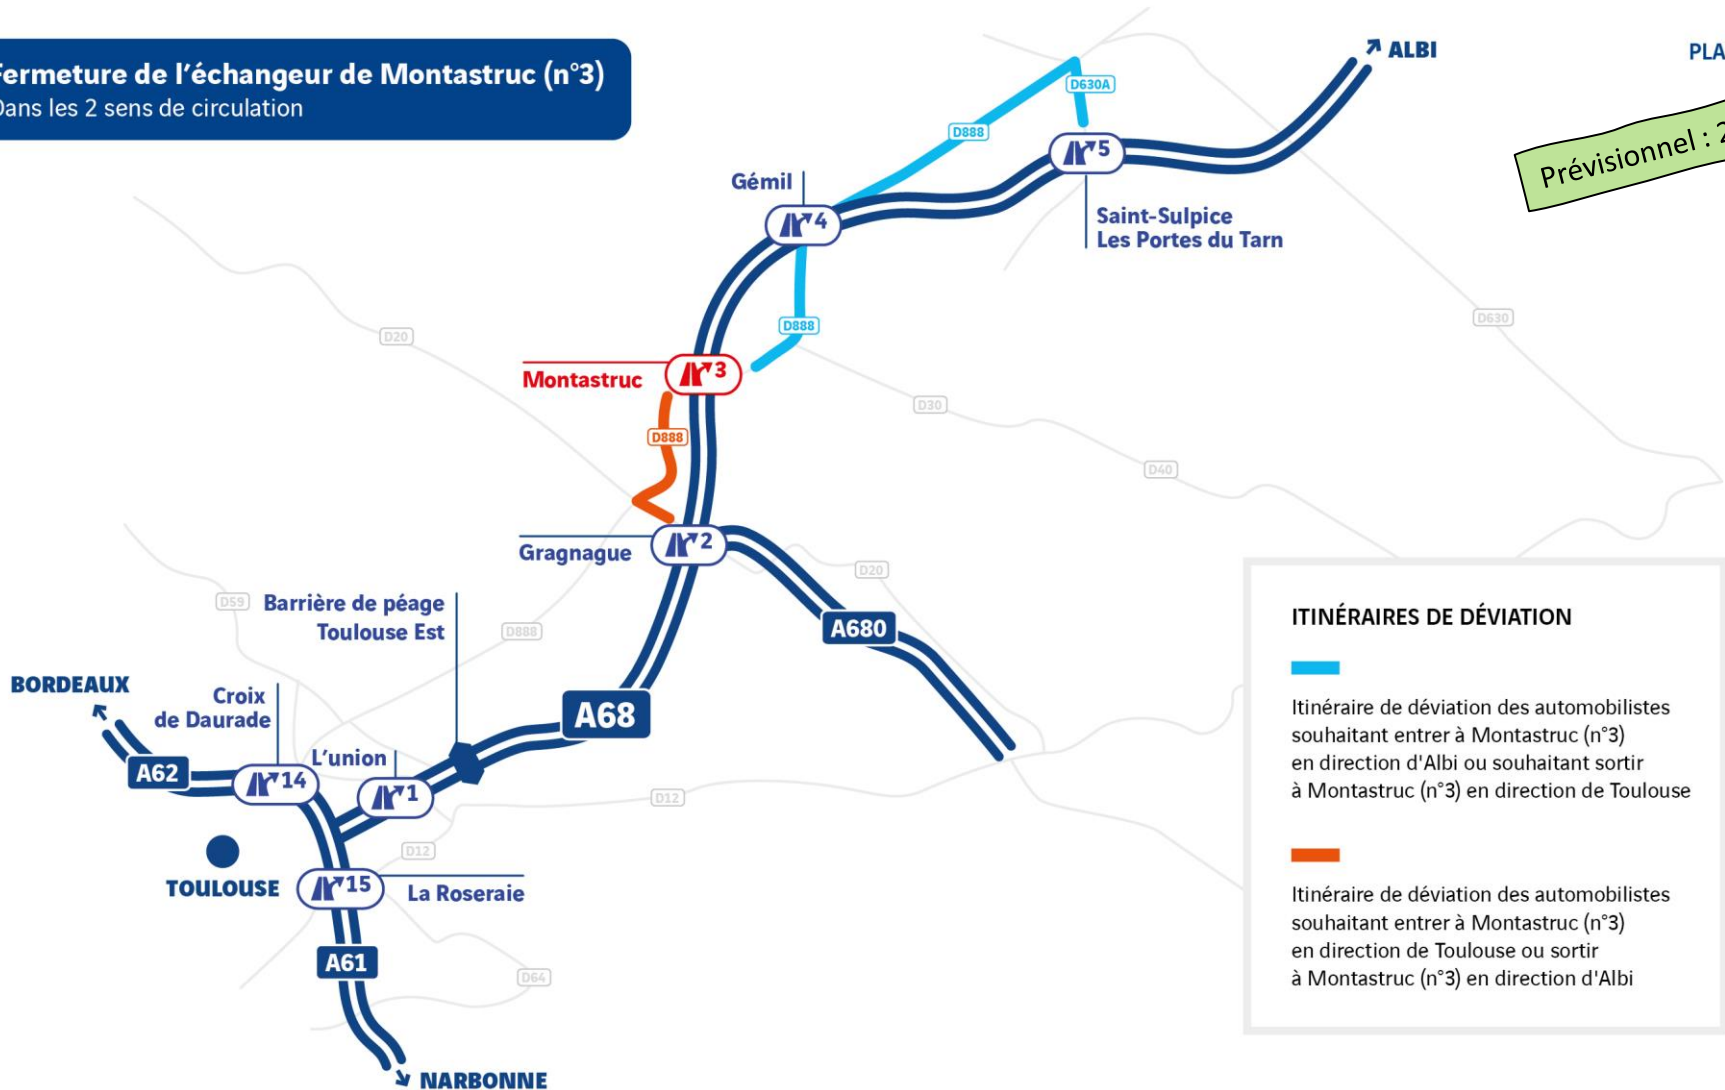 Fermeture de l'échangeur de Montastruc (n°3)
Dans les 2 sens de circulation
ALBI
PLA
Prévisionnel : 2
D630A
D888
5
Gémil
4
Saint-Sulpice
Les Portes du Tarn
D888
D20
D630
Montastruc
3
D30
D888
D40
Gragnague
2
D20
D59
Barrière de péage
Toulouse Est
D888
A680
BORDEAUX
Croix
de Daurade
A68
L'union
A62
14
1
D12
D12
TOULOUSE
15
La Roseraie
A61
D64
NARBONNE
ITINÉRAIRES DE DÉVIATION
Itinéraire de déviation des automobilistes
souhaitant entrer à Montastruc (n°3)
en direction d'Albi ou souhaitant sortir
à Montastruc (n°3) en direction de Toulouse
Itinéraire de déviation des automobilistes
souhaitant entrer à Montastruc (n°3)
en direction de Toulouse ou sortir
à Montastruc (n°3) en direction d'Albi